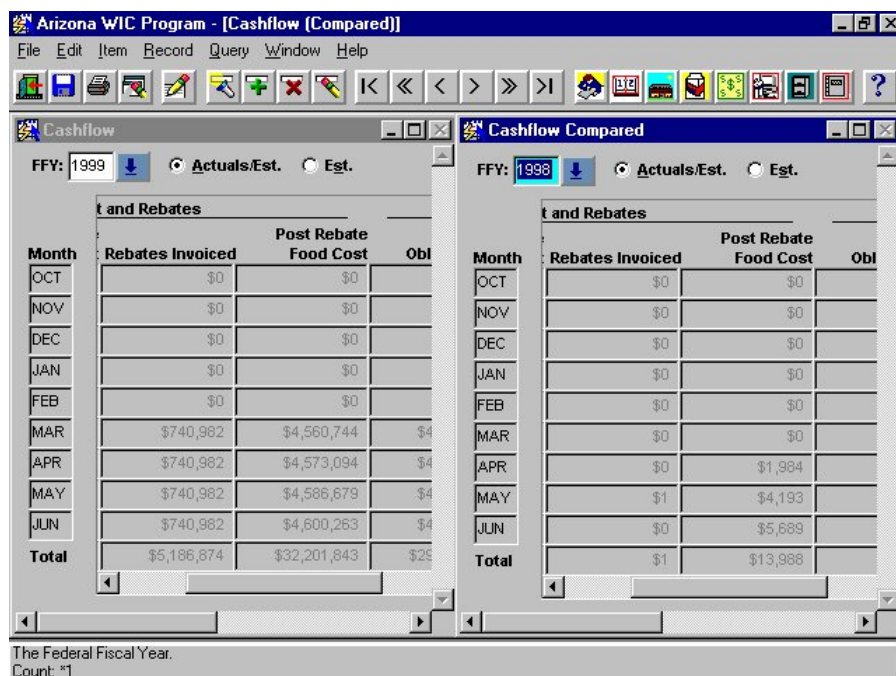 Arizona WIC Program - [Cashflow (Compared)]
File Edit Item Record Query Window Help
Cashflow
FFY: 1999 Actuals/Est. Est.
t and Rebates
Post Rebate
Month : Rebates Invoiced Food Cost Obl
OCT $0 $0
NOV $0 $0
DEC $0 $0
JAN $0 $0
FEB $0 $0
MAR $740,982 $4,560,744 $4
APR $740,982 $4,573,094 $4
MAY $740,982 $4,586,679 $4
JUN $740,982 $4,600,263 $4
Total $5,186,874 $32,201,843 $29
Cashflow Compared
FFY: 1998 Actuals/Est. Est.
t and Rebates
Post Rebate
Month : Rebates Invoiced Food Cost Obl
OCT $0 $0
NOV $0 $0
DEC $0 $0
JAN $0 $0
FEB $0 $0
MAR $0 $0
APR $0 $1,984
MAY $1 $4,193
JUN $0 $5,689
Total $1 $13,988
The Federal Fiscal Year.
Count: *1